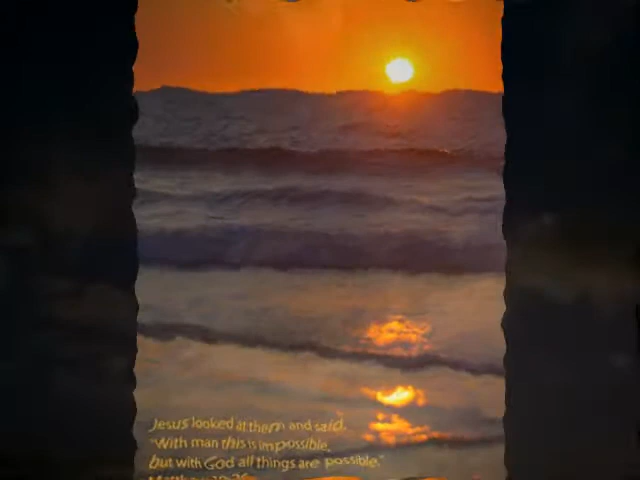 Jesus looked at them and said,
"With man this is impossible,
but with God all things are possible."